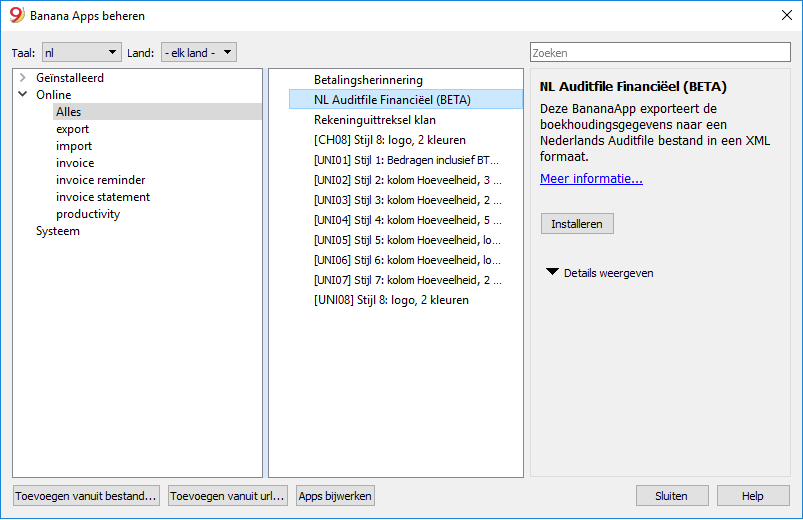 Banana Apps beheren
Taal: nl Land: - elk land - Zoeken
Geïnstalleerd
Online
Alles
export
import
invoice
invoice reminder
invoice statement
productivity
Systeem
Betalingsherinnering
NL Auditfile Financiëel (BETA)
Rekeninguittreksel klan
[CH08] Stijl 8: logo, 2 kleuren
[UNI01] Stijl 1: Bedragen inclusief BT...
[UNI02] Stijl 2: kolom Hoeveelheid, 3 ...
[UNI03] Stijl 3: kolom Hoeveelheid, 2 ...
[UNI04] Stijl 4: kolom Hoeveelheid, 5 ...
[UNI05] Stijl 5: kolom Hoeveelheid, lo...
[UNI06] Stijl 6: kolom Hoeveelheid, lo...
[UNI07] Stijl 7: kolom Hoeveelheid, 2 ...
[UNI08] Stijl 8: logo, 2 kleuren
NL Auditfile Financiëel (BETA)
Deze BananaApp exporteert de
boekhoudingsgegevens naar een
Nederlands Auditfile bestand in een XML
formaat.
Meer informatie...
Installeren
Details weergeven
Toevoegen vanuit bestand... Toevoegen vanuit url... Apps bijwerken Sluiten Help